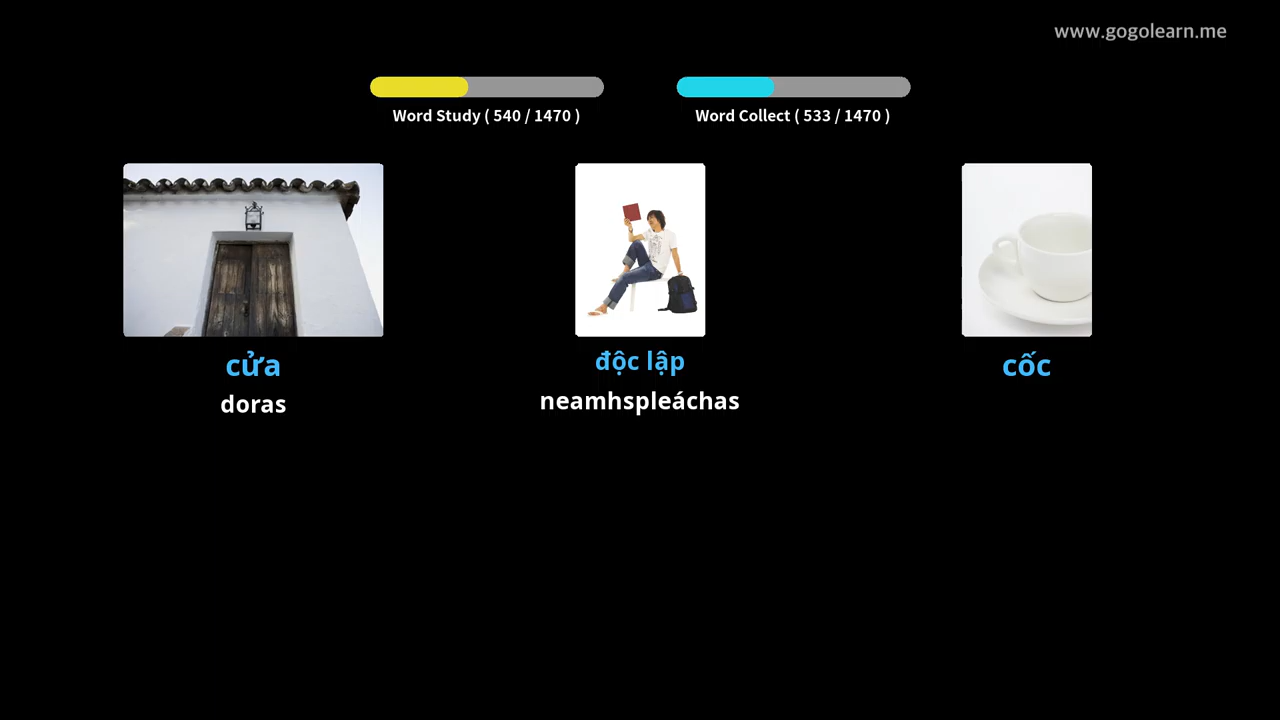 www.gogolearn.me
Word Study ( 540 / 1470 )
Word Collect ( 533 / 1470 )
cửa
doras
độc lập
neamhspleáchas
cốc